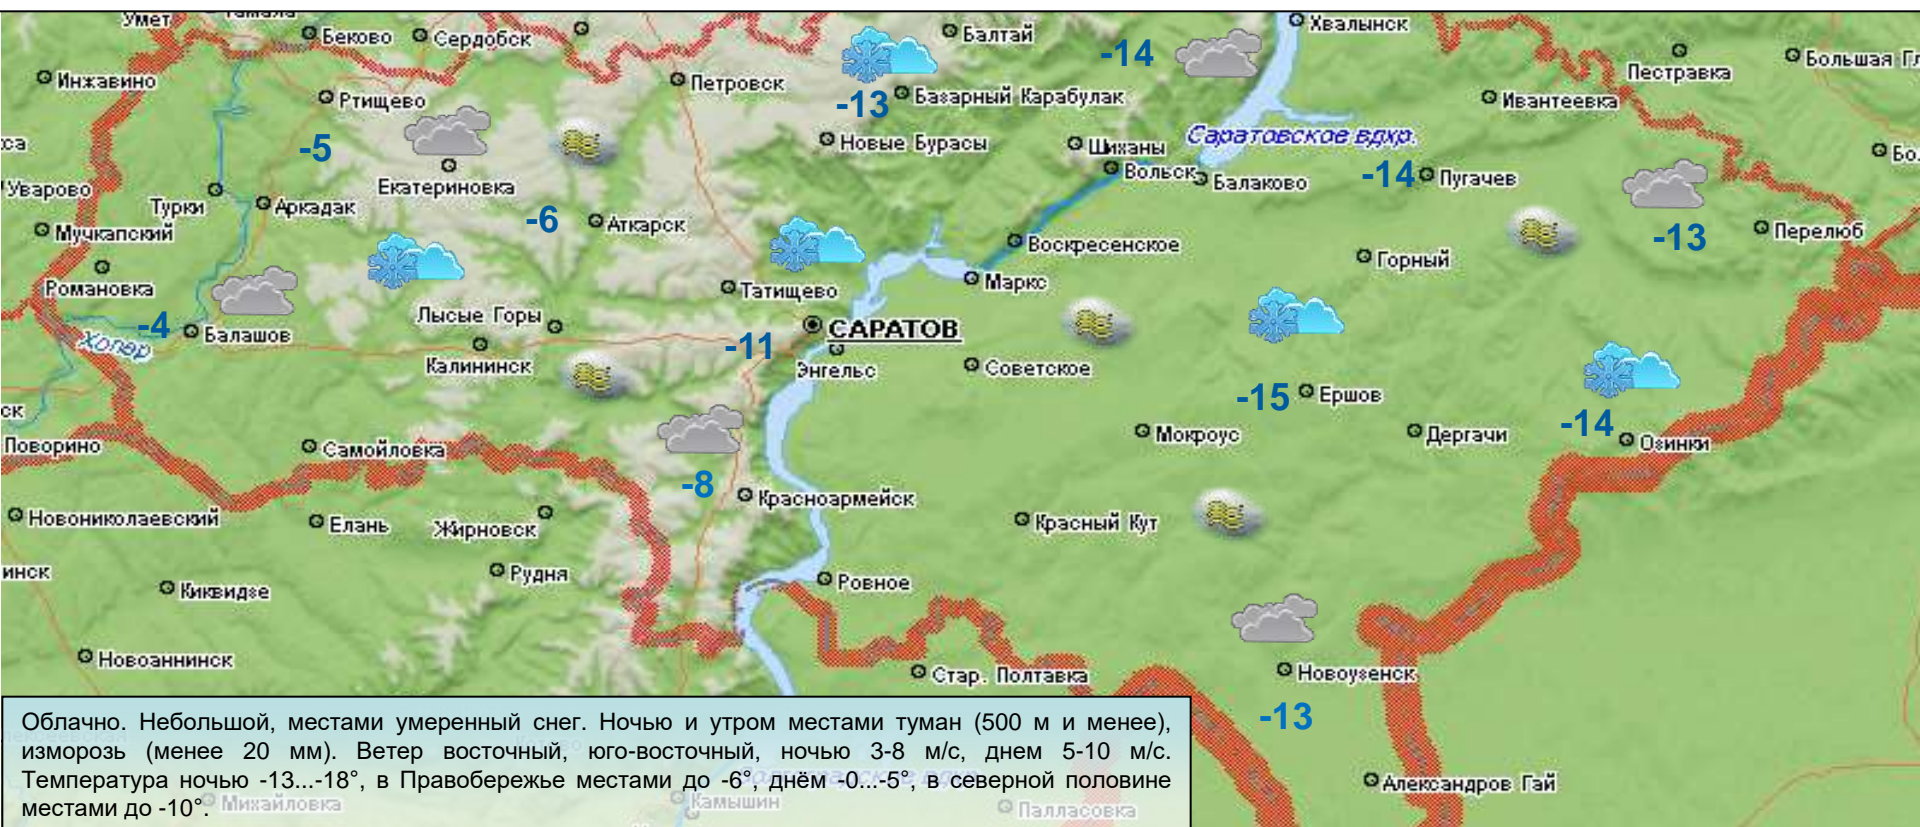 Умет
Тамала
Беково
Сердобск
Балтай
-14
Хвалынск
Пестравка
Большая Гл
Инжавино
Ртищево
Петровск
-13
Базарный Карабулак
Ивантеевка
са
-5
Новые Бурасы
Шиханы
Саратовское вдхр.
Бо
Уварово
Екатериновка
Вольск
Балаково
-14
Пугачев
Турки
Аркадак
-6
Аткарск
Мучкапский
Воскресенское
-13
Перелюб
Горный
Романовка
Татищево
Маркс
-4
Балашов
Лысые Горы
САРАТОВ
Хопер
-11
Калининск
Энгельс
Советское
-15
Ершов
ск
-14
Поворино
Самойловка
Мокроус
Дергачи
Озинки
-8
Красноармейск
Новониколаевский
Елань
Жирновск
Красный Кут
инск
Рудня
Киквидзе
Ровное
Новоаннинск
Стар. Полтавка
Новоузенск
-13
Облачно. Небольшой, местами умеренный снег. Ночью и утром местами туман (500 м и менее),
изморозь (менее 20 мм). Ветер восточный, юго-восточный, ночью 3-8 м/с, днем 5-10 м/с.
Температура ночью -13...-18°, в Правобережье местами до -6°, днём -0...-5°, в северной половине
местами до -10°.
Александров Гай
Михайловка
Камышин
Палласовка